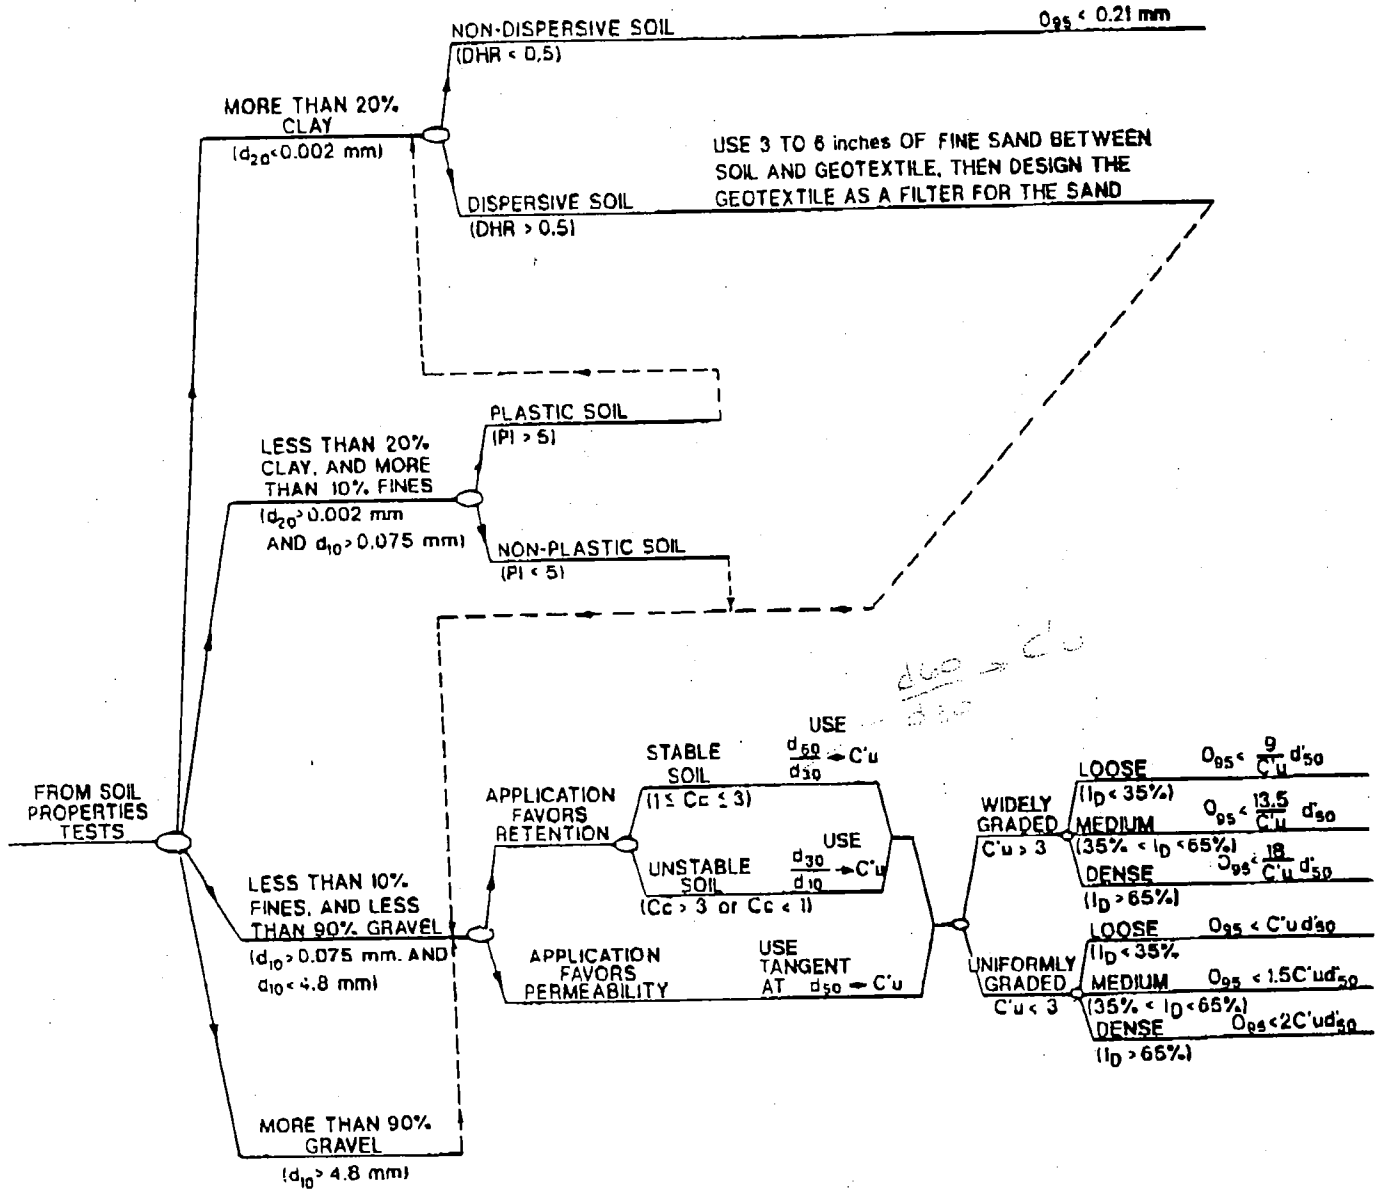 NON-DISPERSIVE SOIL
(DHR < 0.5)
O95 < 0.21 mm
MORE THAN 20%
CLAY
(d20<0.002 mm)
USE 3 TO 6 inches OF FINE SAND BETWEEN
SOIL AND GEOTEXTILE, THEN DESIGN THE
GEOTEXTILE AS A FILTER FOR THE SAND
DISPERSIVE SOIL
(DHR > 0.5)
PLASTIC SOIL
(PI > 5)
LESS THAN 20%
CLAY, AND MORE
THAN 10% FINES
(d20>0.002 mm
AND d10>0.075 mm)
NON-PLASTIC SOIL
(PI < 5)
FROM SOIL
PROPERTIES
TESTS
LESS THAN 10%
FINES, AND LESS
THAN 90% GRAVEL
(d10>0.075 mm. AND
d10<4.8 mm)
MORE THAN 90%
GRAVEL
(d10>4.8 mm)
APPLICATION
FAVORS
RETENTION
STABLE
SOIL
(1 ≤ Cc ≤ 3)
USE
d60
d30 → C'u
UNSTABLE
SOIL
(Cc > 3 or Cc < 1)
USE
d30
d10 → C'u
APPLICATION
FAVORS
PERMEABILITY
USE
TANGENT
AT d50 → C'u
WIDELY
GRADED
C'u > 3
LOOSE
(ID < 35%)
O95 < 9/C'u d'50
MEDIUM
(35% < ID < 65%)
O95 < 13.5/C'u d'50
DENSE
(ID > 65%)
O95 < 18/C'u d'50
UNIFORMLY
GRADED
C'u < 3
LOOSE
(ID < 35%
O95 < C'u d'50
MEDIUM
(35% < ID < 65%)
O95 < 1.5C'ud'50
DENSE
(ID > 65%)
O95 < 2C'ud'50